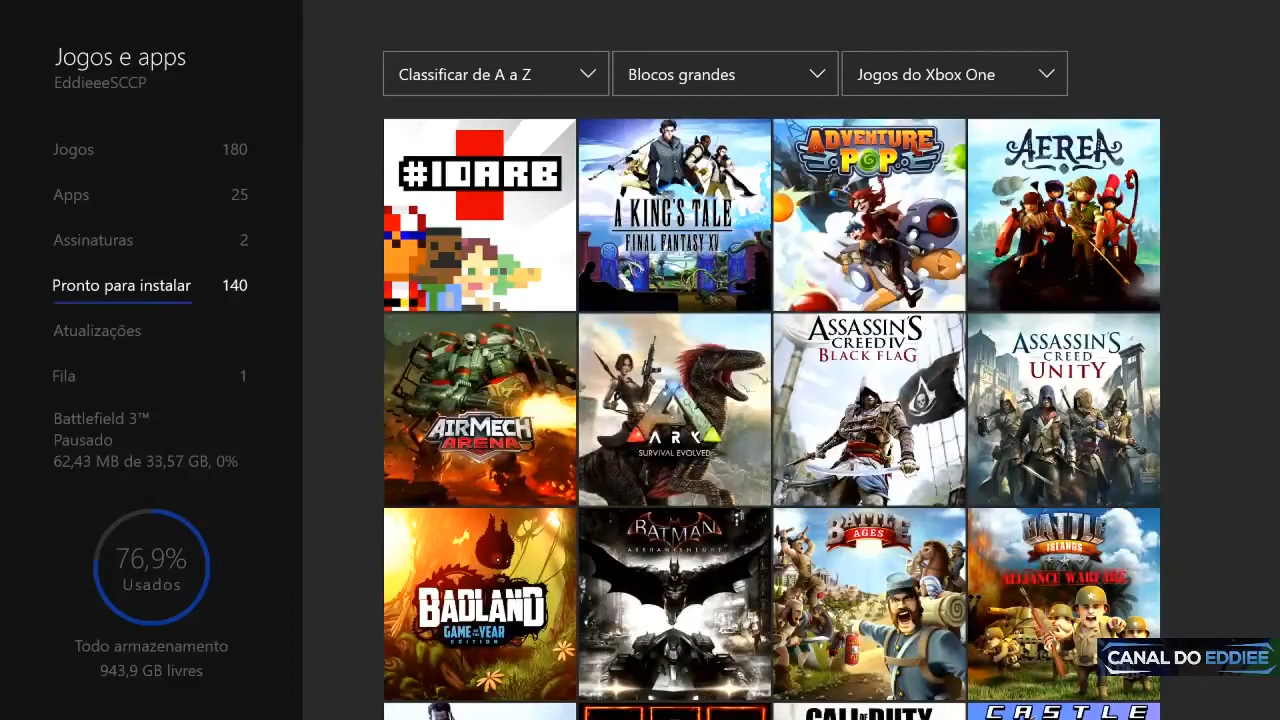 Jogos e apps
EddieeeSCCP
Jogos 180
Apps 25
Assinaturas 2
Pronto para instalar 140
Atualizações
Fila 1
Battlefield 3™
Pausado
62,43 MB de 33,57 GB, 0%
76,9%
Usados
Todo armazenamento
943,9 GB livres
Classificar de A a Z
Blocos grandes
Jogos do Xbox One
#IDARB
A KING'S TALE
FINAL FANTASY XV
ADVENTURE
POP
AEREA
AIRMECH
ARENA
ARK
SURVIVAL EVOLVED
ASSASSIN'S
CREED IV
BLACK FLAG
ASSASSIN'S
CREED
UNITY
BADLAND
GAME OF THE YEAR
EDITION
BATMAN
ARKHAM KNIGHT
BATTLE
AGES
BATTLE
ISLANDS
ALLIANCE WARFARE
CANAL DO EDDIEE
CALL OF DUTY
CASTLE